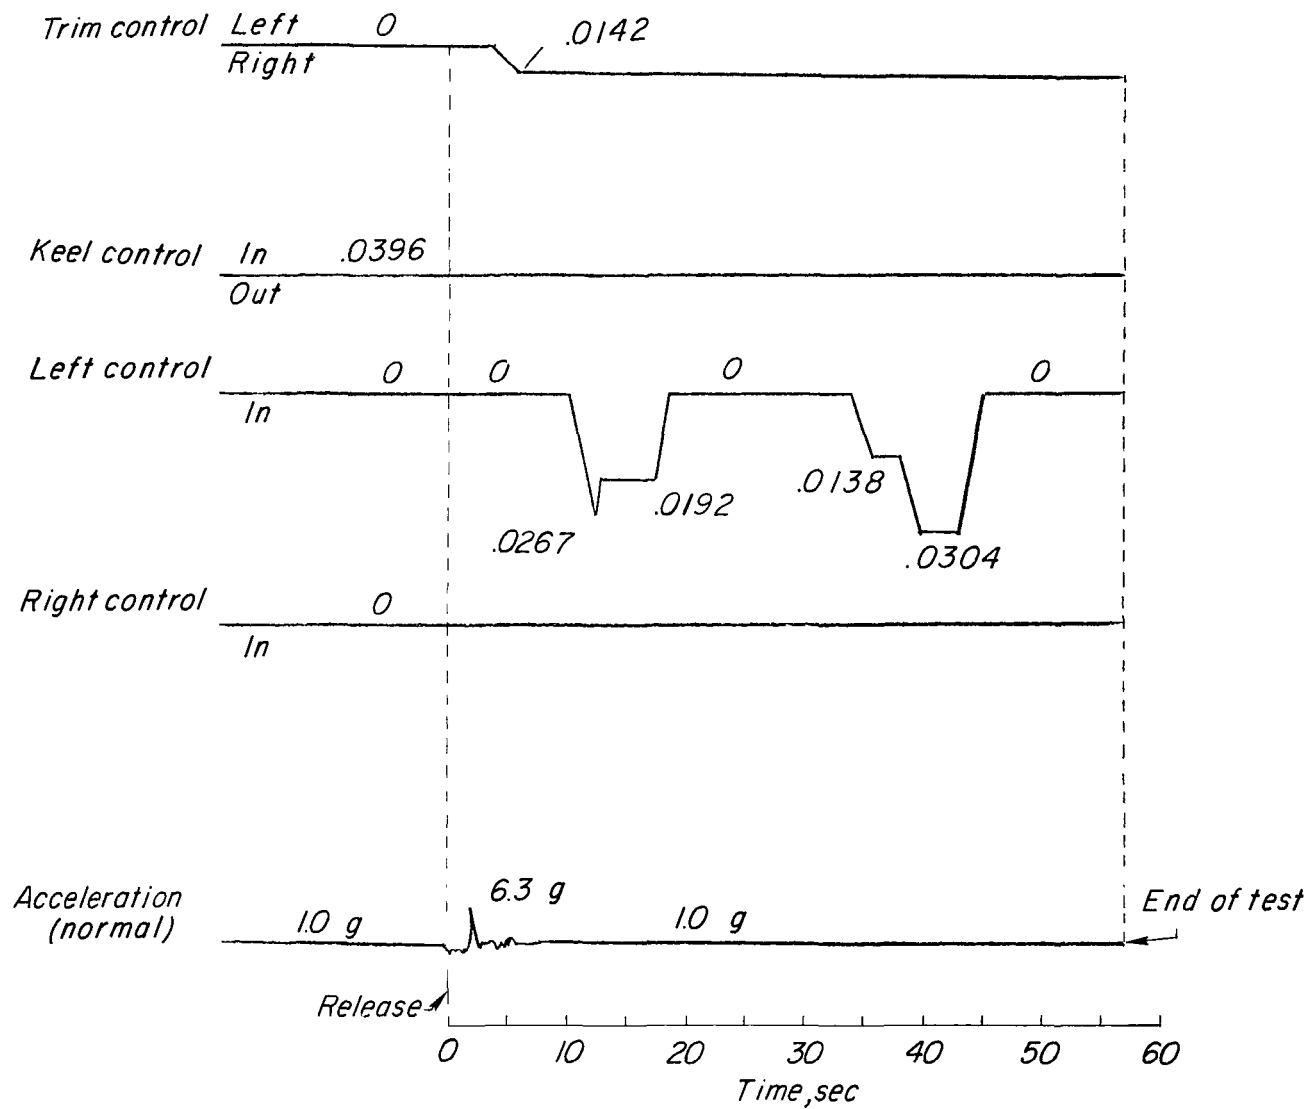 Trim control Left 0 .0142
Right
Keel control In .0396
Out
Left control 0 0 0 0
In
.0138
.0192
.0267
.0304
Right control 0
In
Acceleration
(normal)
1.0 g
6.3 g
1.0 g
End of test
Release
0 10 20 30 40 50 60
Time, sec